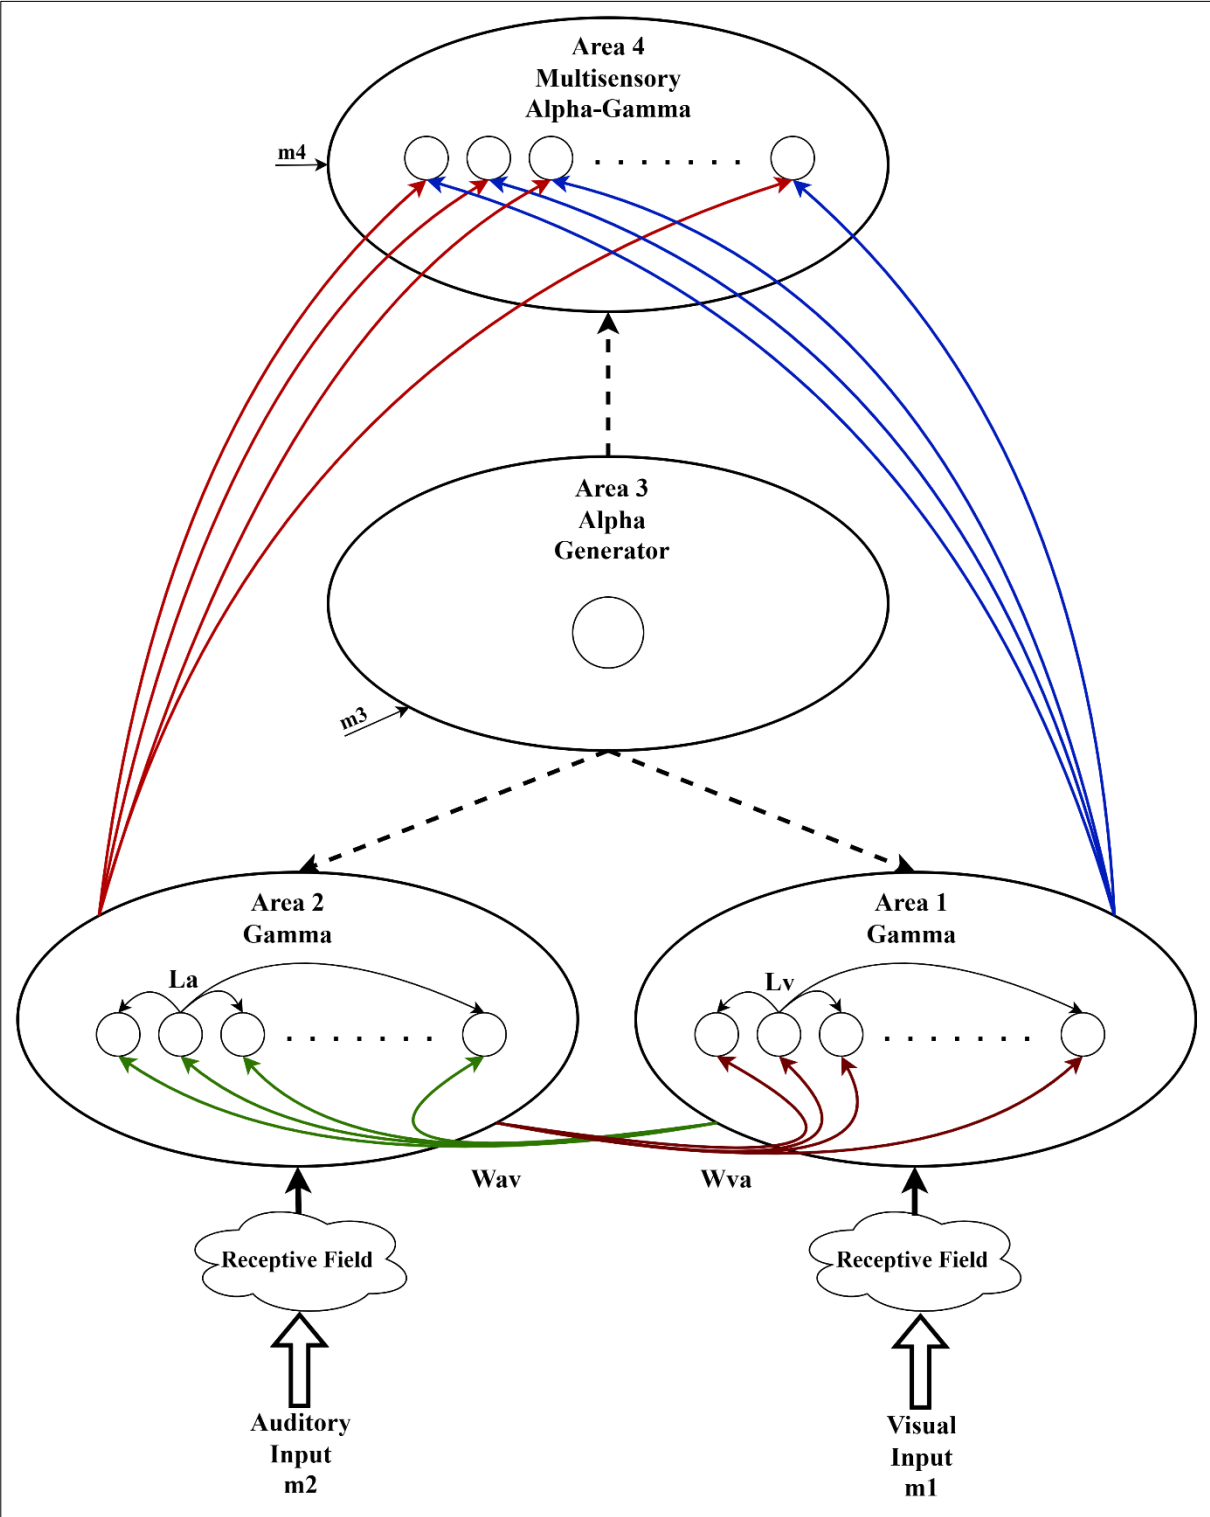 Area 4
Multisensory
Alpha-Gamma
m4
Area 3
Alpha
Generator
m3
Area 2
Gamma
La
Area 1
Gamma
Lv
Wav
Wva
Receptive Field
Receptive Field
Auditory
Input
m2
Visual
Input
m1